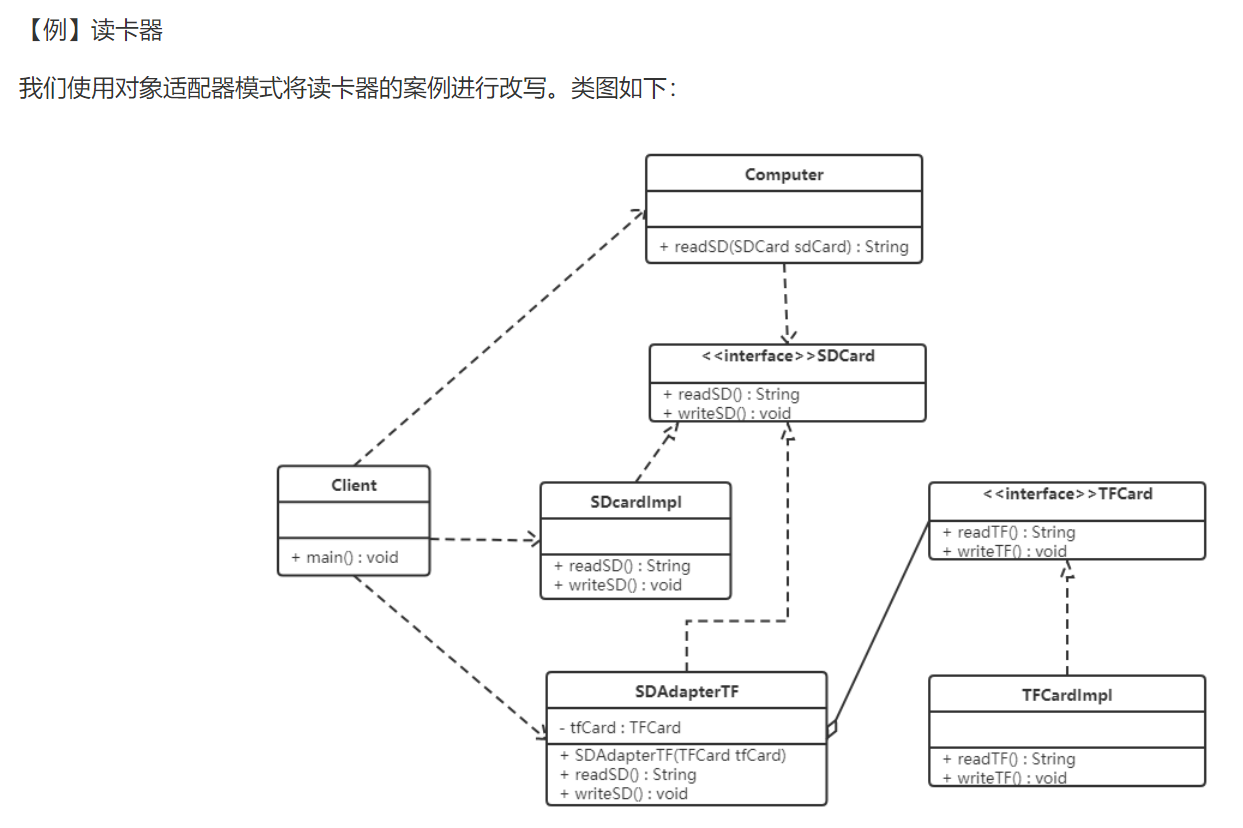 【例】读卡器
我们使用对象适配器模式将读卡器的案例进行改写。类图如下：
Computer
+ readSD(SDCard sdCard) : String
<<interface>>SDCard
+ readSD() : String
+ writeSD() : void
Client
+ main() : void
SDcardImpl
+ readSD() : String
+ writeSD() : void
<<interface>>TFCard
+ readTF() : String
+ writeTF() : void
SDAdapterTF
- tfCard : TFCard
+ SDAdapterTF(TFCard tfCard)
+ readSD() : String
+ writeSD() : void
TFCardImpl
+ readTF() : String
+ writeTF() : void